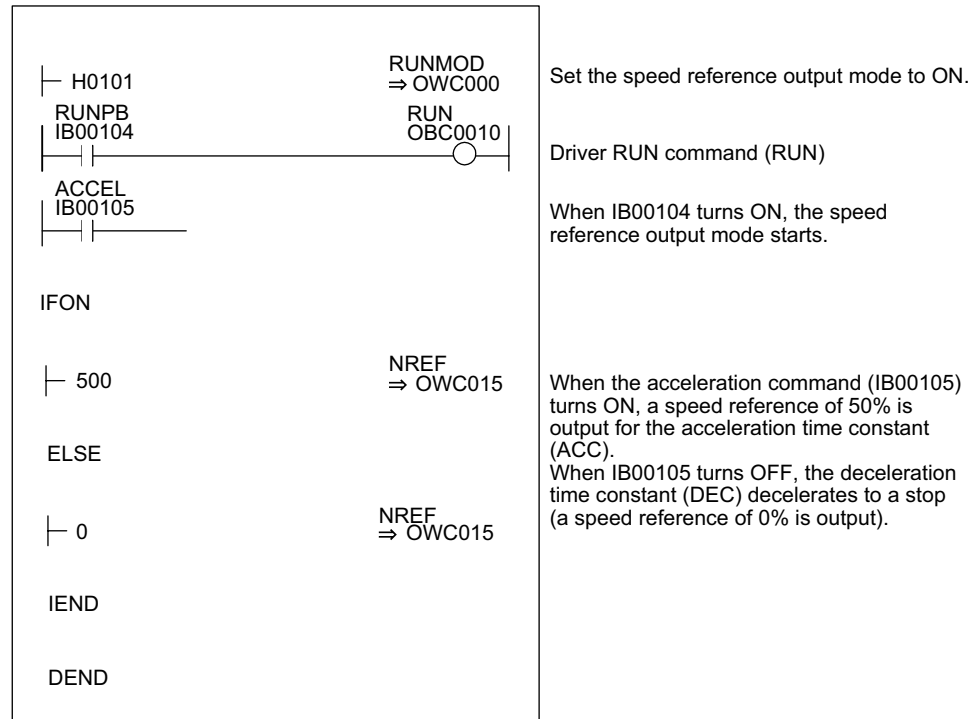 RUNMOD
H0101 ⇒ OWC000
Set the speed reference output mode to ON.
RUNPB RUN
IB00104 OBC0010
Driver RUN command (RUN)
ACCEL
IB00105
When IB00104 turns ON, the speed
reference output mode starts.
IFON
NREF
500 ⇒ OWC015
When the acceleration command (IB00105)
turns ON, a speed reference of 50% is
output for the acceleration time constant
(ACC).
ELSE
When IB00105 turns OFF, the deceleration
time constant (DEC) decelerates to a stop
(a speed reference of 0% is output).
NREF
0 ⇒ OWC015
IEND
DEND